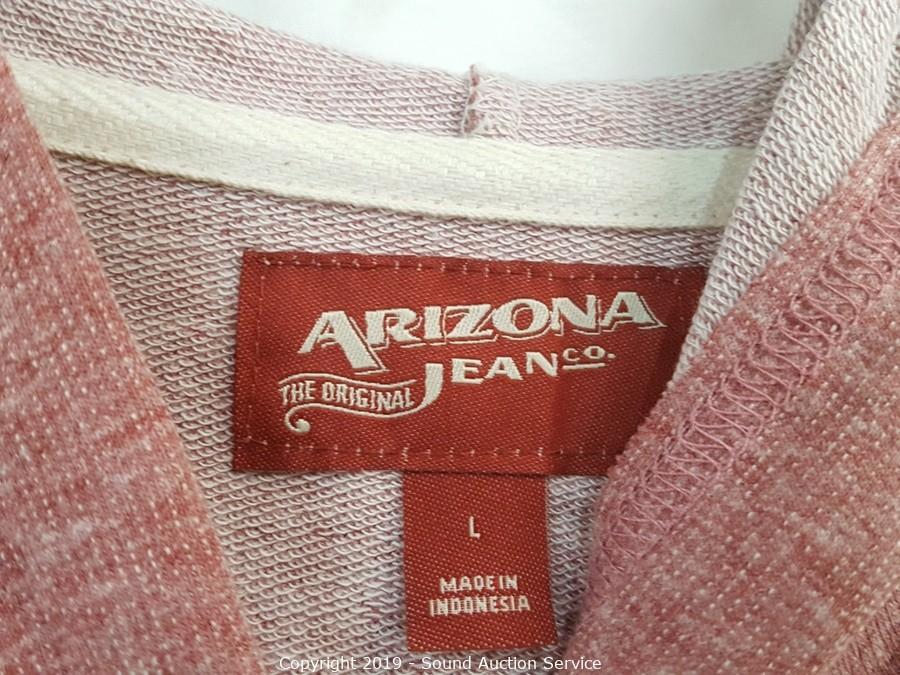 ARIZONA
JEAN CO.
THE ORIGINAL
L
MADE IN
INDONESIA
Copyright 2019 - Sound Auction Service